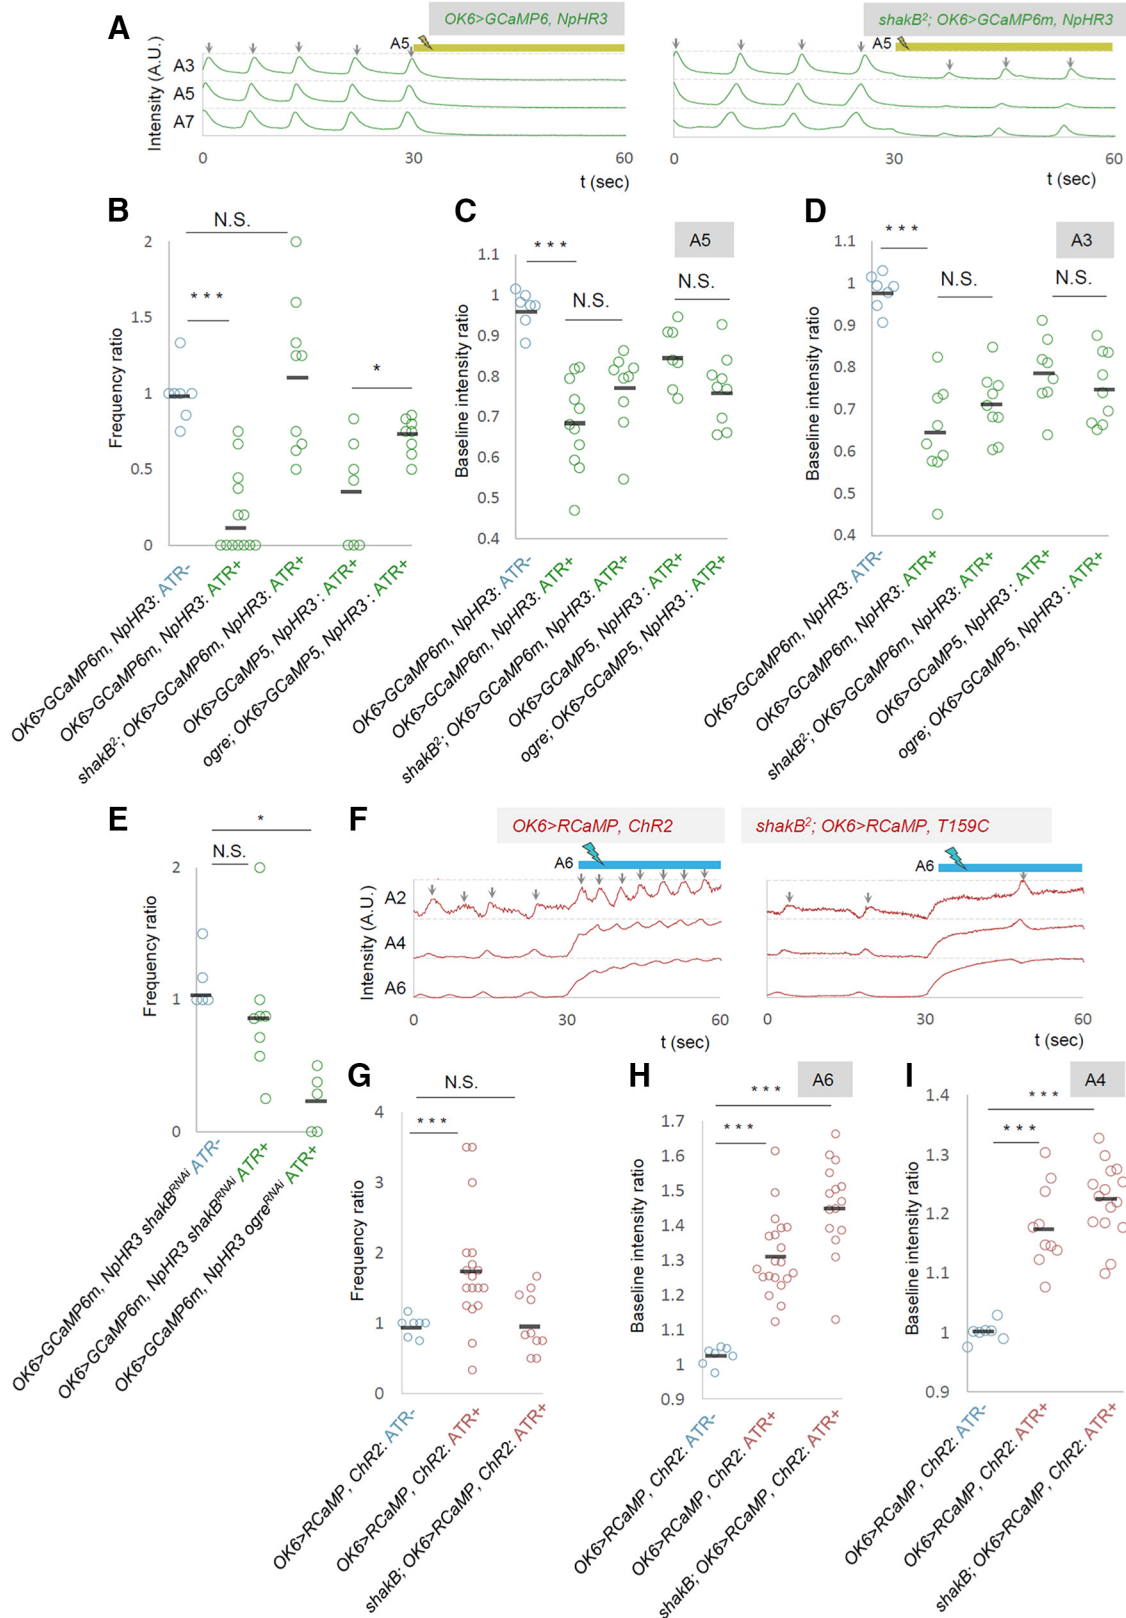 A
OK6>GCaMP6, NpHR3
shakB²; OK6>GCaMP6m, NpHR3
A5
A5
Intensity (A.U.)
A3
A5
A7
0
30
60
t (sec)
0
30
60
t (sec)
B
Frequency ratio
2
1.5
1
0.5
0
N.S.
* * *
*
OK6>GCaMP6m, NpHR3: ATR-
OK6>GCaMP6m, NpHR3: ATR+
shakB²; OK6>GCaMP6m, NpHR3: ATR+
OK6>GCaMP5, NpHR3 : ATR+
ogre; OK6>GCaMP5, NpHR3 : ATR+
C
A5
Baseline intensity ratio
1.1
1
0.9
0.8
0.7
0.6
0.5
0.4
* * *
N.S.
N.S.
OK6>GCaMP6m, NpHR3: ATR-
OK6>GCaMP6m, NpHR3: ATR+
shakB²; OK6>GCaMP6m, NpHR3: ATR+
OK6>GCaMP5, NpHR3 : ATR+
ogre; OK6>GCaMP5, NpHR3 : ATR+
D
A3
Baseline intensity ratio
1.1
1
0.9
0.8
0.7
0.6
0.5
0.4
* * *
N.S.
N.S.
OK6>GCaMP6m, NpHR3: ATR-
OK6>GCaMP6m, NpHR3: ATR+
shakB²; OK6>GCaMP6m, NpHR3 : ATR+
OK6>GCaMP5, NpHR3 : ATR+
ogre; OK6>GCaMP5, NpHR3 : ATR+
E
Frequency ratio
2
1
0
*
N.S.
OK6>GCaMP6m, NpHR3 shakB^RNAi ATR-
OK6>GCaMP6m, NpHR3 shakB^RNAi ATR+
OK6>GCaMP6m, NpHR3 ogre^RNAi ATR+
F
OK6>RCaMP, ChR2
shakB²; OK6>RCaMP, T159C
A6
A6
Intensity (A.U.)
A2
A4
A6
0
30
60
t (sec)
0
30
60
t (sec)
G
Frequency ratio
4
3
2
1
0
N.S.
* * *
OK6>RCaMP, ChR2: ATR-
OK6>RCaMP, ChR2: ATR+
shakB; OK6>RCaMP, ChR2: ATR+
H
A6
Baseline intensity ratio
1.7
1.6
1.5
1.4
1.3
1.2
1.1
1
0.9
* * *
* * *
OK6>RCaMP, ChR2: ATR-
OK6>RCaMP, ChR2: ATR+
shakB; OK6>RCaMP, ChR2: ATR+
I
A4
Baseline intensity ratio
1.4
1.3
1.2
1.1
1
0.9
* * *
* * *
OK6>RCaMP, ChR2: ATR-
OK6>RCaMP, ChR2: ATR+
shakB; OK6>RCaMP, ChR2: ATR+